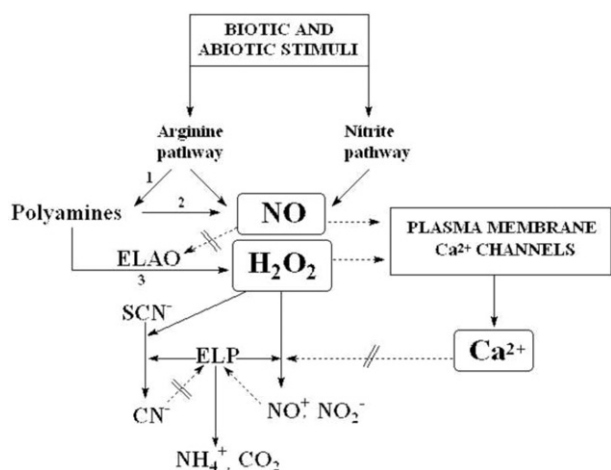 BIOTIC AND
ABIOTIC STIMULI
Arginine
pathway
Nitrite
pathway
1
Polyamines
2
NO
PLASMA MEMBRANE
Ca²⁺ CHANNELS
ELAO
3
H₂O₂
SCN⁻
ELP
Ca²⁺
CN⁻
NO⁺, NO₂⁻
NH₄⁺, CO₂